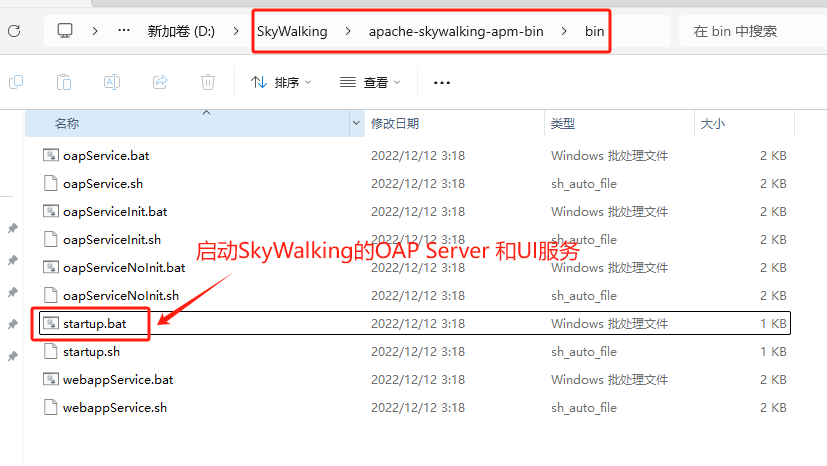 新加卷 (D:) > SkyWalking > apache-skywalking-apm-bin > bin
在 bin 中搜索
排序 查看
名称 修改日期 类型 大小
oapService.bat 2022/12/12 3:18 Windows 批处理文件 2 KB
oapService.sh 2022/12/12 3:18 sh_auto_file 2 KB
oapServiceInit.bat 2022/12/12 3:18 Windows 批处理文件 2 KB
oapServiceInit.sh 2022/12/12 3:18 sh_auto_file 2 KB
启动SkyWalking的OAP Server 和UI服务
oapServiceNoInit.bat 2022/12/12 3:18 Windows 批处理文件 2 KB
oapServiceNoInit.sh 2022/12/12 3:18 sh_auto_file 2 KB
startup.bat 2022/12/12 3:18 Windows 批处理文件 1 KB
startup.sh 2022/12/12 3:18 sh_auto_file 1 KB
webappService.bat 2022/12/12 3:18 Windows 批处理文件 2 KB
webappService.sh 2022/12/12 3:18 sh_auto_file 2 KB